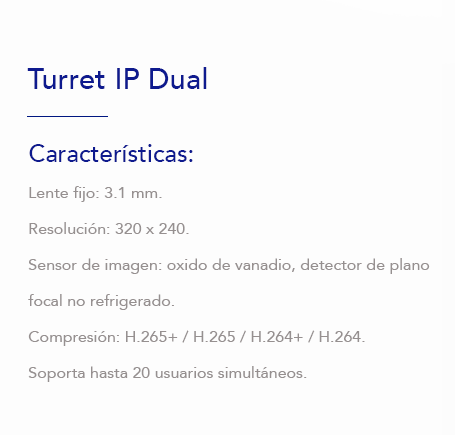 Turret IP Dual
Características:
Lente fijo: 3.1 mm.
Resolución: 320 x 240.
Sensor de imagen: oxido de vanadio, detector de plano
focal no refrigerado.
Compresión: H.265+ / H.265 / H.264+ / H.264.
Soporta hasta 20 usuarios simultáneos.